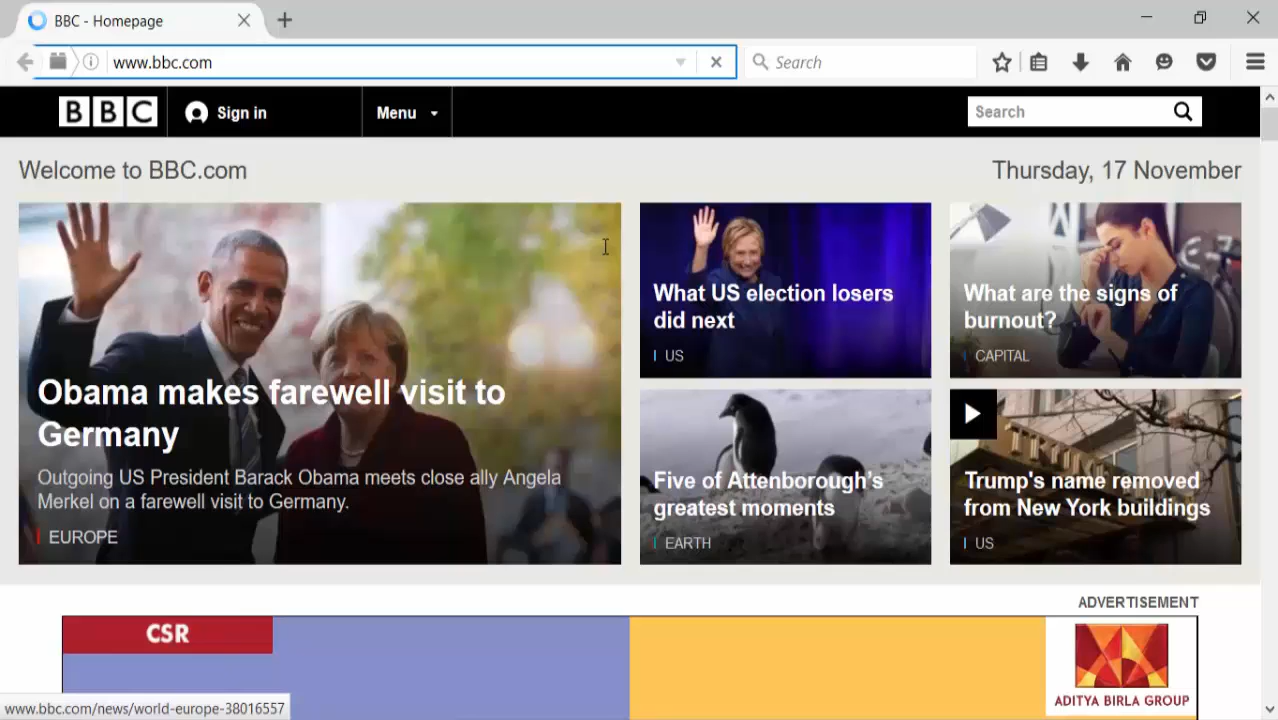 BBC - Homepage
www.bbc.com
Search
BBC
Sign in
Menu
Search
Welcome to BBC.com
Thursday, 17 November
Obama makes farewell visit to
Germany
Outgoing US President Barack Obama meets close ally Angela
Merkel on a farewell visit to Germany.
EUROPE
What US election losers
did next
US
What are the signs of
burnout?
CAPITAL
Five of Attenborough's
greatest moments
EARTH
Trump's name removed
from New York buildings
US
ADVERTISEMENT
CSR
ADITYA BIRLA GROUP
www.bbc.com/news/world-europe-38016557